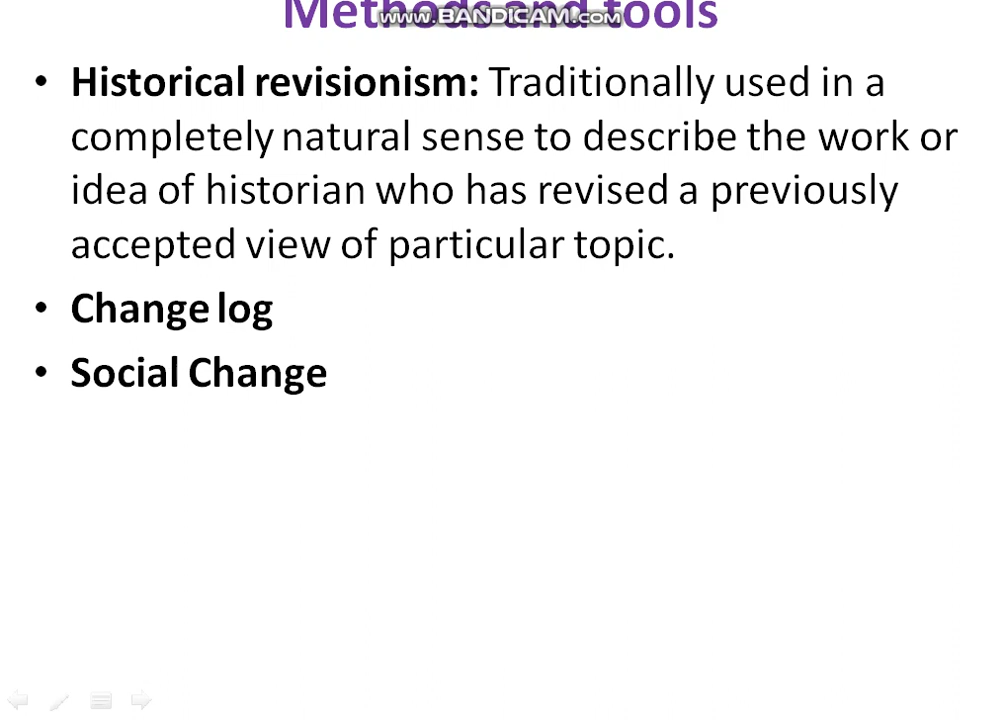 Methods and tools
www.BANDICAM.com
• Historical revisionism: Traditionally used in a
completely natural sense to describe the work or
idea of historian who has revised a previously
accepted view of particular topic.
• Change log
• Social Change